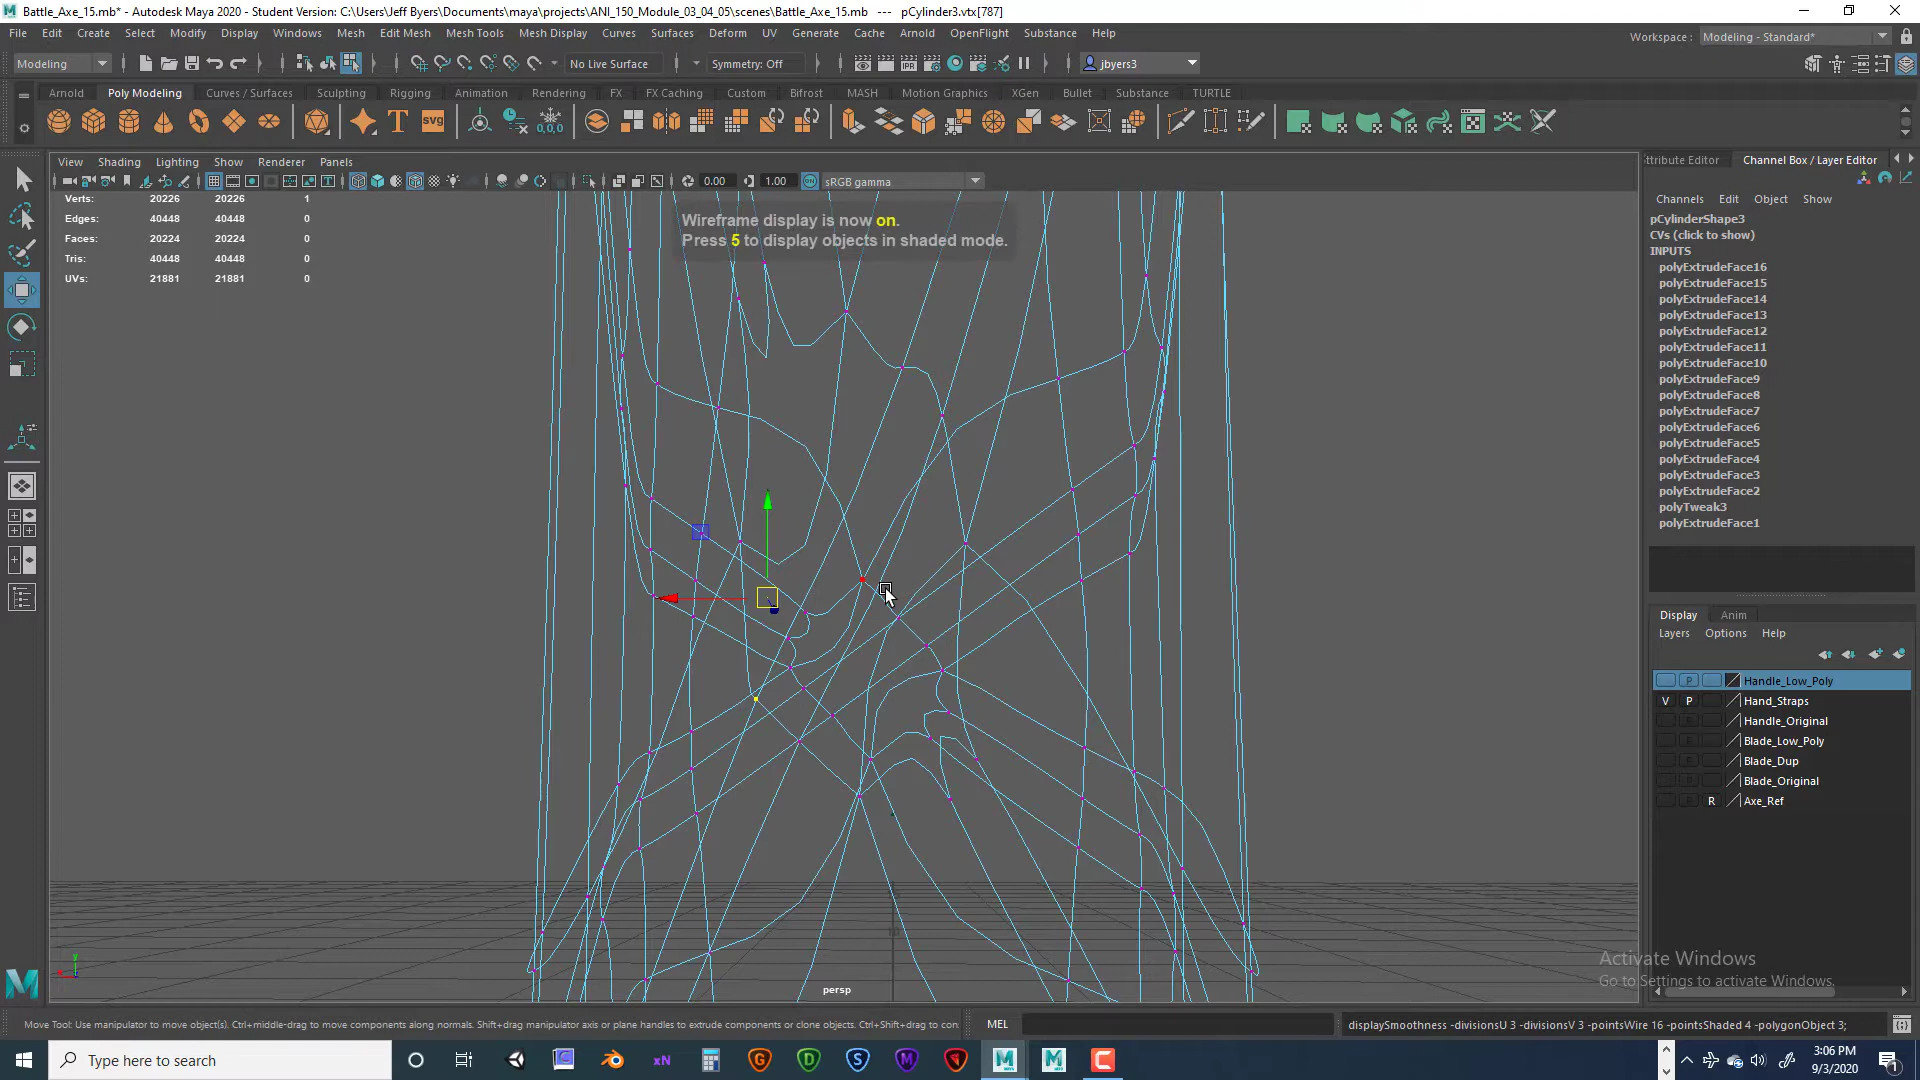 Battle_Axe_15.mb* - Autodesk Maya 2020 - Student Version: C:\Users\Jeff Byers\Documents\maya\projects\ANI_150_Module_03_04_05\scenes\Battle_Axe_15.mb --- pCylinder3.vtx[787]
File Edit Create Select Modify Display Windows Mesh Edit Mesh Mesh Tools Mesh Display Curves Surfaces Deform UV Generate Cache Arnold OpenFlight Substance Help
Workspace : Modeling - Standard*
Modeling No Live Surface Symmetry: Off jbyers3
Arnold Poly Modeling Curves / Surfaces Sculpting Rigging Animation Rendering FX FX Caching Custom Bifrost MASH Motion Graphics XGen Bullet Substance TURTLE
View Shading Lighting Show Renderer Panels
0.00 1.00 sRGB gamma
Verts: 20226 20226 1
Edges: 40448 40448 0
Faces: 20224 20224 0
Tris: 40448 40448 0
UVs: 21881 21881 0
Wireframe display is now on.
Press 5 to display objects in shaded mode.
persp
ttribute Editor Channel Box / Layer Editor
Channels Edit Object Show
pCylinderShape3
CVs (click to show)
INPUTS
polyExtrudeFace16
polyExtrudeFace15
polyExtrudeFace14
polyExtrudeFace13
polyExtrudeFace12
polyExtrudeFace11
polyExtrudeFace10
polyExtrudeFace9
polyExtrudeFace8
polyExtrudeFace7
polyExtrudeFace6
polyExtrudeFace5
polyExtrudeFace4
polyExtrudeFace3
polyExtrudeFace2
polyTweak3
polyExtrudeFace1
Display Anim
Layers Options Help
P Handle_Low_Poly
V P Hand_Straps
P Handle_Original
P Blade_Low_Poly
P Blade_Dup
P Blade_Original
P R Axe_Ref
Activate Windows
Go to Settings to activate Windows.
Move Tool: Use manipulator to move object(s). Ctrl+middle-drag to move components along normals. Shift+drag manipulator axis or plane handles to extrude components or clone objects. Ctrl+Shift+drag to con
MEL
displaySmoothness -divisionsU 3 -divisionsV 3 -pointsWire 16 -pointsShaded 4 -polygonObject 3;
Type here to search
3:06 PM
9/3/2020